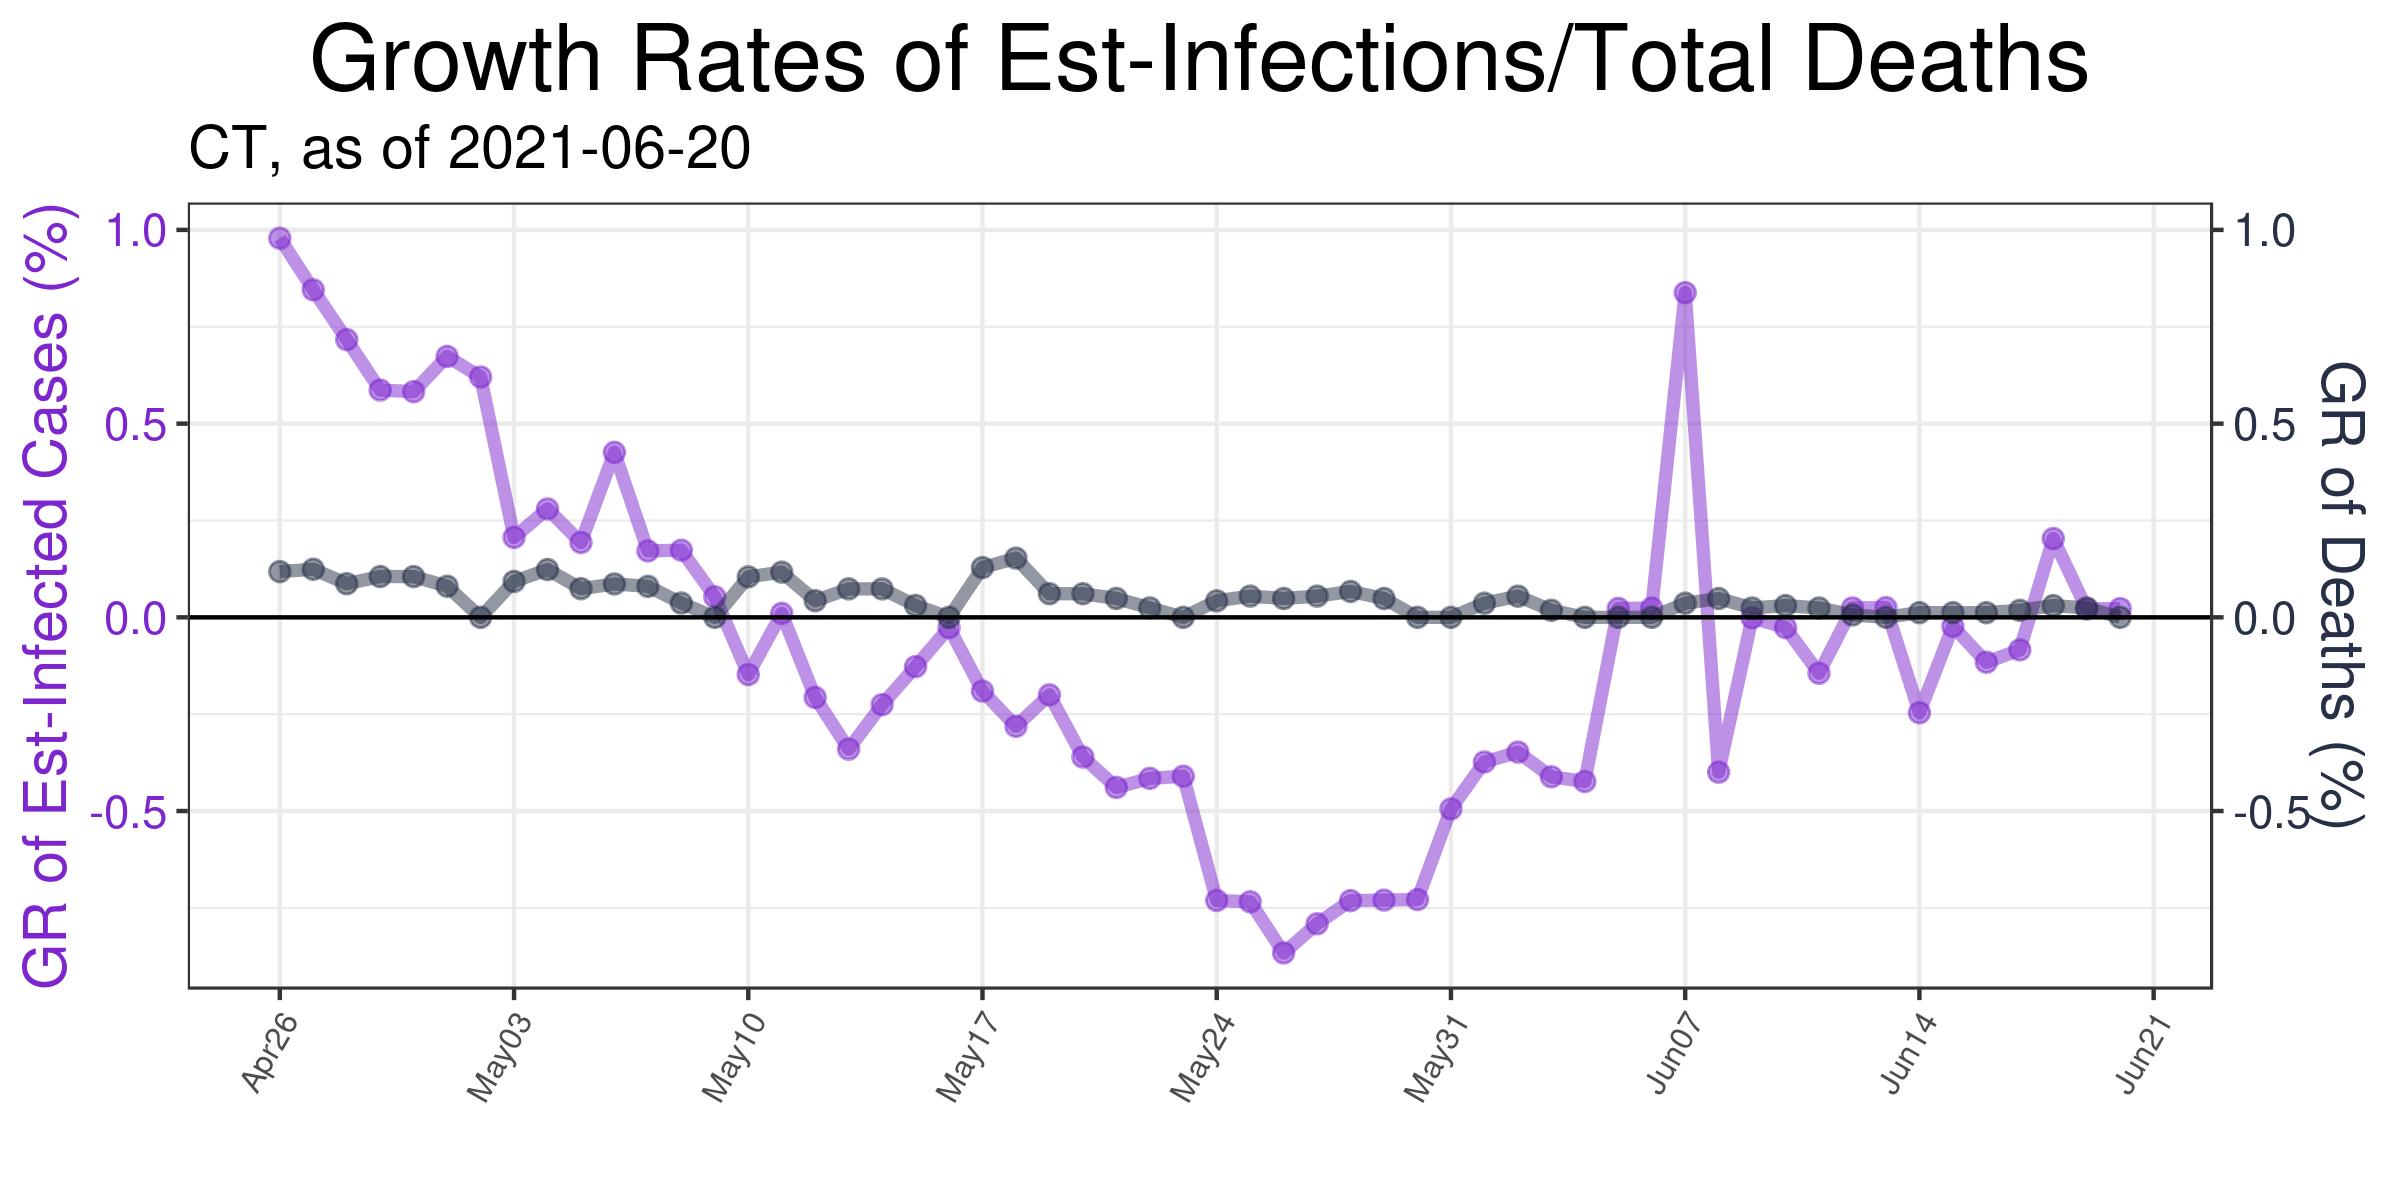 Growth Rates of Est-Infections/Total Deaths
CT, as of 2021-06-20
GR of Est-Infected Cases (%)
1.0
0.5
0.0
-0.5
1.0
0.5
0.0
-0.5
GR of Deaths (%)
Apr26
May03
May10
May17
May24
May31
Jun07
Jun14
Jun21